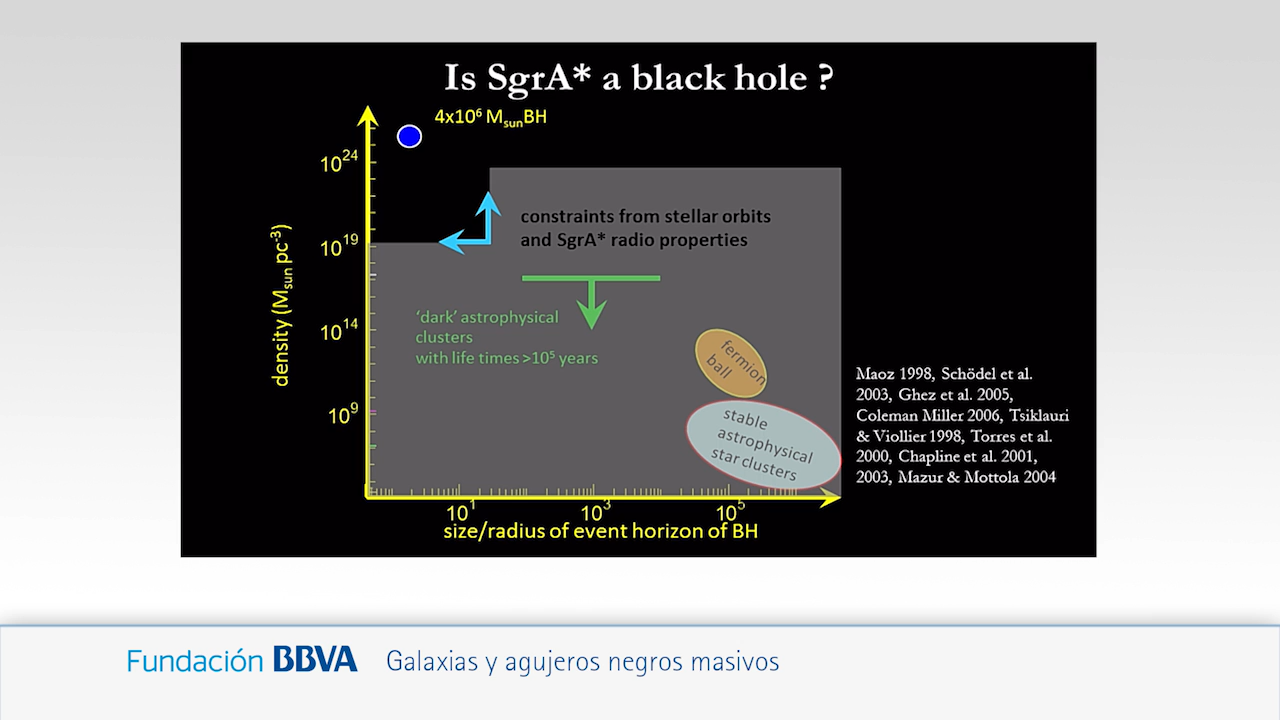 Is SgrA* a black hole ?
4x10⁶ MsunBH
10²⁴
10¹⁹
10¹⁴
10⁹
density (Msun pc⁻³)
constraints from stellar orbits
and SgrA* radio properties
‘dark’ astrophysical
clusters
with life times >10⁵ years
fermion
ball
stable
astrophysical
star clusters
Maoz 1998, Schödel et al.
2003, Ghez et al. 2005,
Coleman Miller 2006, Tsiklauri
& Viollier 1998, Torres et al.
2000, Chapline et al. 2001,
2003, Mazur & Mottola 2004
10¹ 10³ 10⁵
size/radius of event horizon of BH
Fundación BBVA Galaxias y agujeros negros masivos